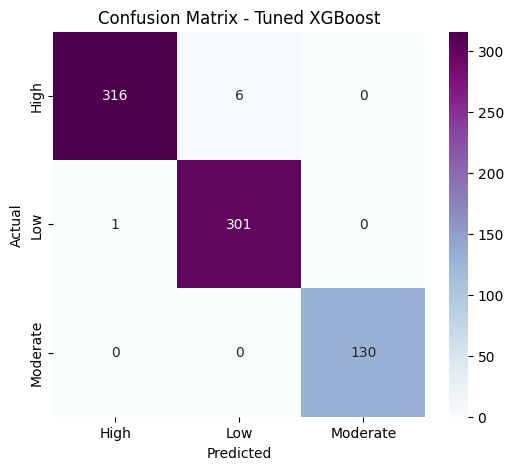 Confusion Matrix - Tuned XGBoost
High
316
6
0
Low
1
301
0
Moderate
0
0
130
High
Low
Moderate
Actual
Predicted
300
250
200
150
100
50
0